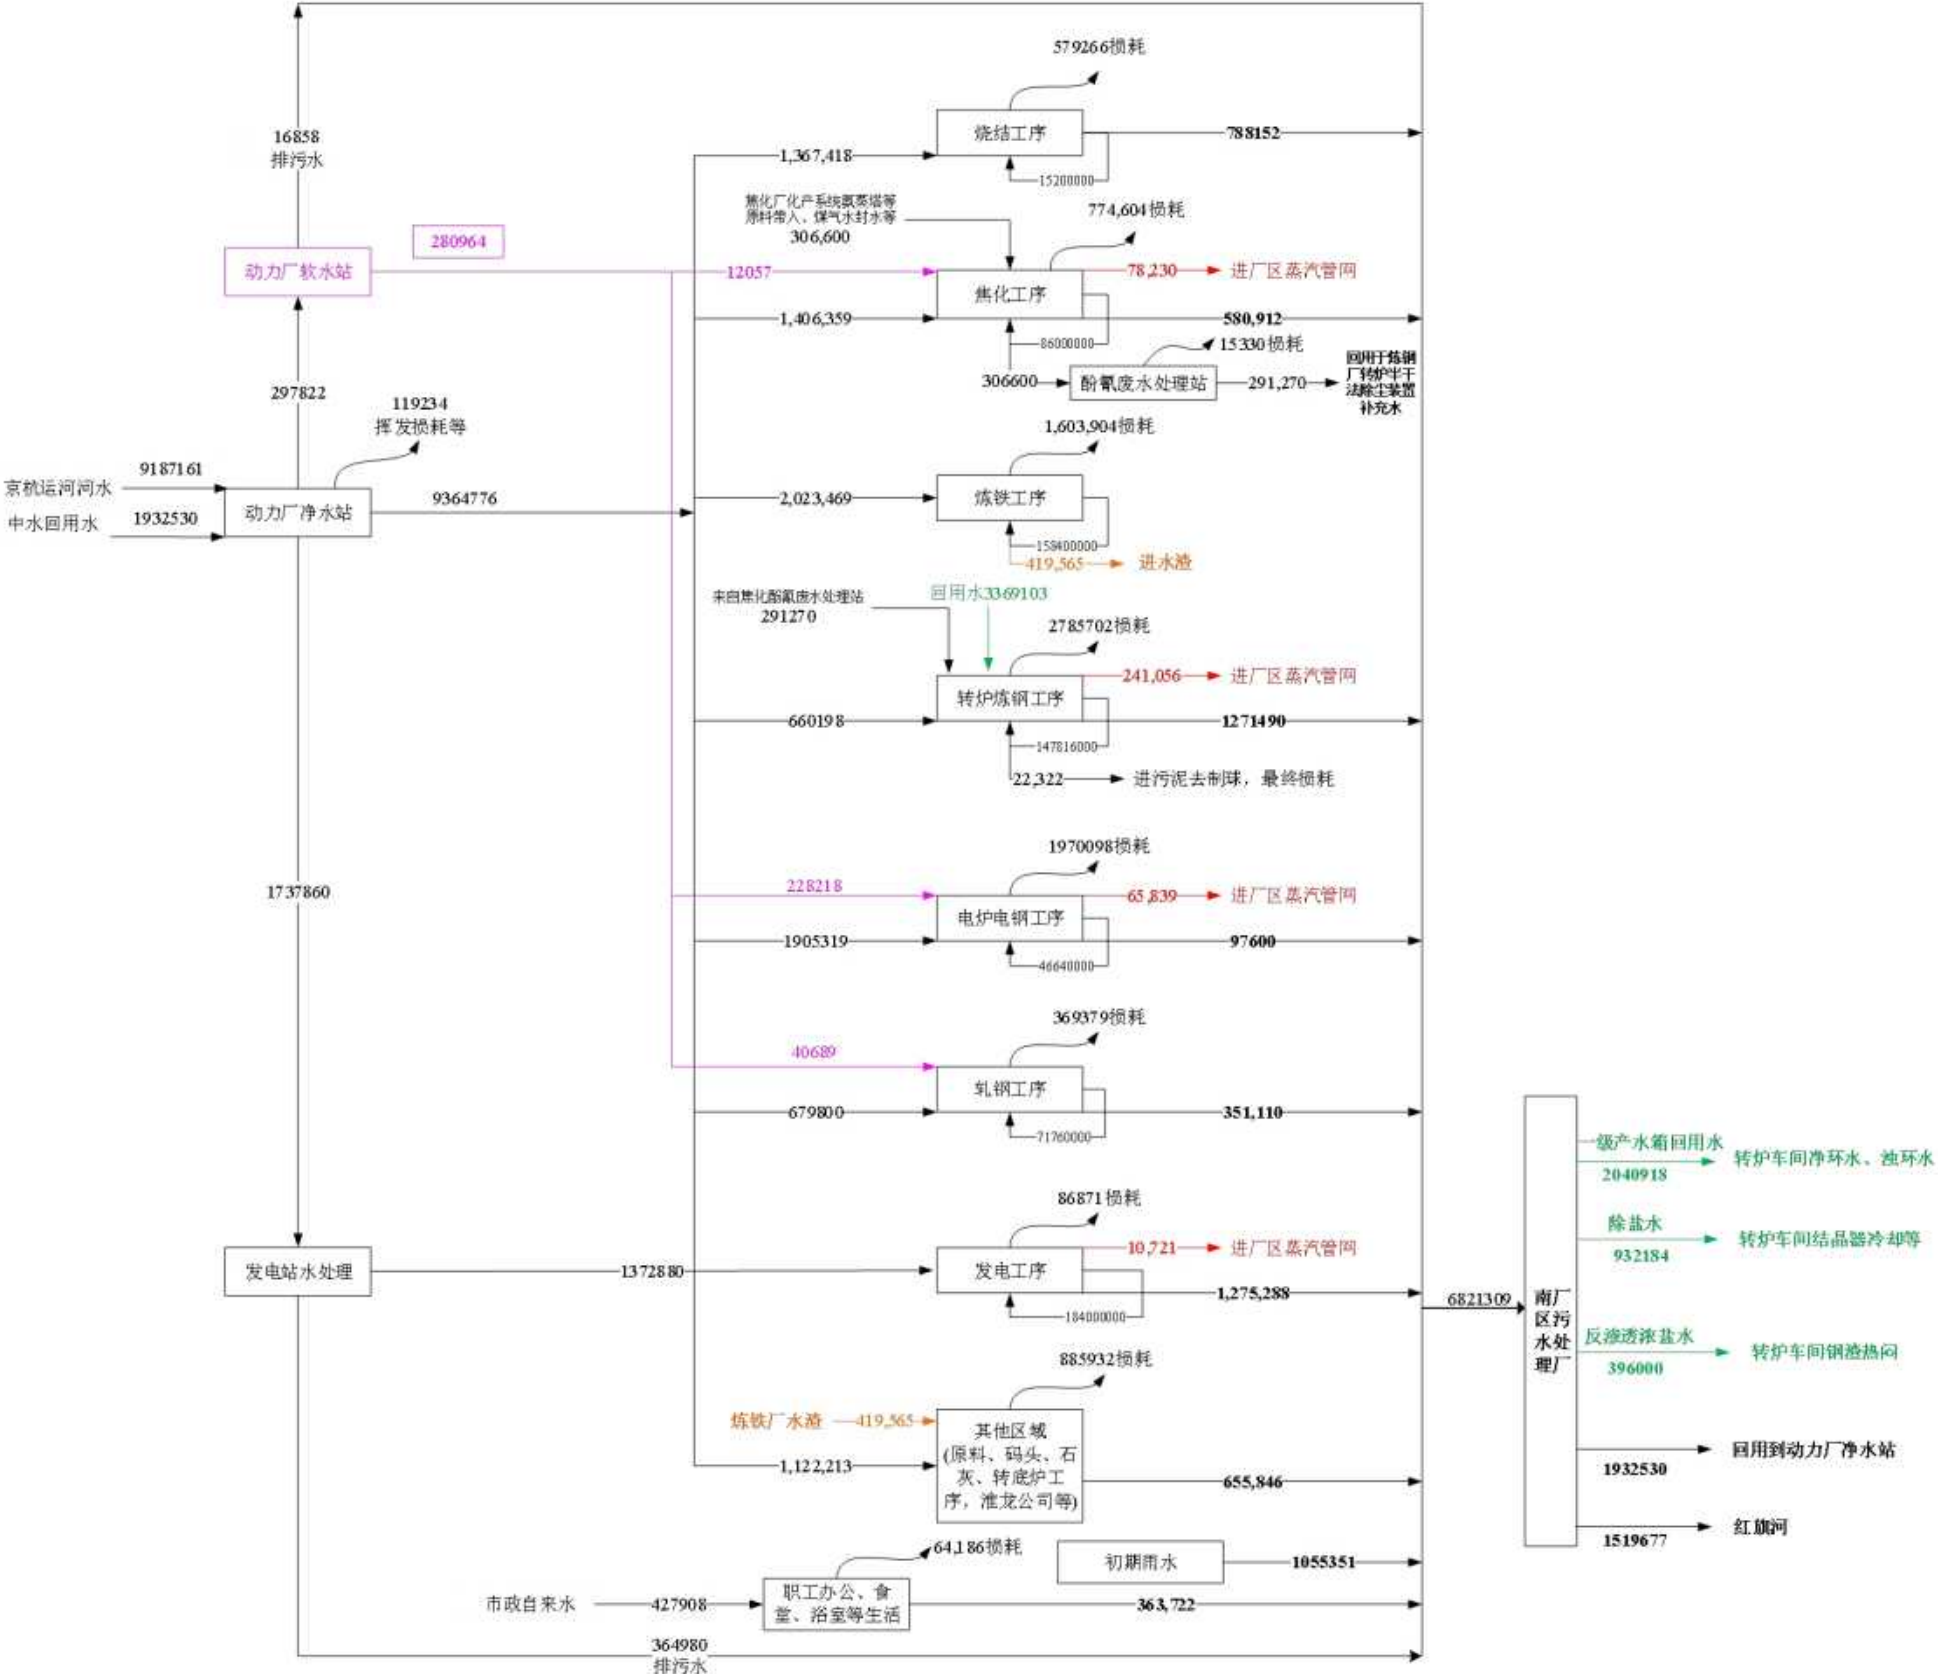 579266损耗
16858
排污水
烧结工序
788152
1,367,418
15200000
焦化厂化产系统氨蒸塔等
原料带入、煤气水封水等
306,600
774,604损耗
280964
动力厂软水站
12057
78,230
进厂区蒸汽管网
焦化工序
1,406,359
580,912
86000000
15330损耗
306600
酚氰废水处理站
291,270
回用于炼钢
厂转炉半干
法除尘装置
补充水
297822
119234
挥发损耗等
1,603,904损耗
京杭运河河水
9187161
中水回用水
1932530
动力厂净水站
9364776
2,023,469
炼铁工序
158400000
419,565
进水渣
来自焦化酚氰废水处理站
291270
回用水3369103
2785702损耗
241,056
进厂区蒸汽管网
转炉炼钢工序
660198
1271490
147816000
22,322
进污泥去制球，最终损耗
1970098损耗
1737860
228218
65,839
进厂区蒸汽管网
电炉电钢工序
1905319
97600
46640000
369379损耗
40689
轧钢工序
679800
351,110
71760000
86871损耗
发电站水处理
1372880
10,721
进厂区蒸汽管网
发电工序
1,275,288
184000000
6821309
南厂
区污
水处
理厂
一级产水箱回用水
2040918
转炉车间净环水、浊环水
除盐水
932184
转炉车间结晶器冷却等
反渗透浓盐水
396000
转炉车间钢渣热闷
1932530
回用到动力厂净水站
1519677
红旗河
885932损耗
炼铁厂水渣
419,565
其他区域
(原料、码头、石
灰、转底炉工
序，淮龙公司等)
1,122,213
655,846
64,186损耗
初期雨水
1055351
市政自来水
427908
职工办公、食
堂、浴室等生活
363,722
364980
排污水